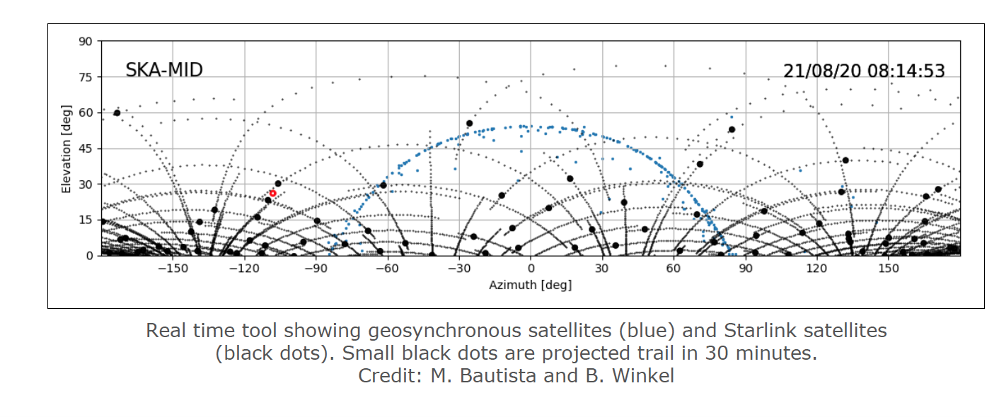 90
75
60
45
30
15
0
Elevation [deg]
SKA-MID
21/08/20 08:14:53
−150 −120 −90 −60 −30 0 30 60 90 120 150
Azimuth [deg]
Real time tool showing geosynchronous satellites (blue) and Starlink satellites
(black dots). Small black dots are projected trail in 30 minutes.
Credit: M. Bautista and B. Winkel